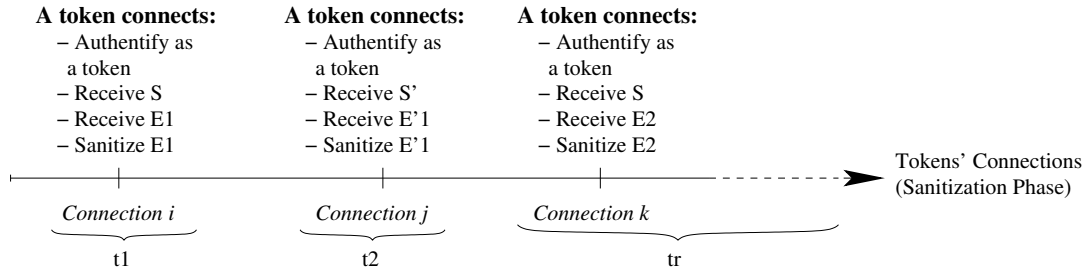 A token connects:
– Authentify as
a token
– Receive S
– Receive E1
– Sanitize E1
A token connects:
– Authentify as
a token
– Receive S'
– Receive E'1
– Sanitize E'1
A token connects:
– Authentify as
a token
– Receive S
– Receive E2
– Sanitize E2
Tokens' Connections
(Sanitization Phase)
Connection i
Connection j
Connection k
t1
t2
tr